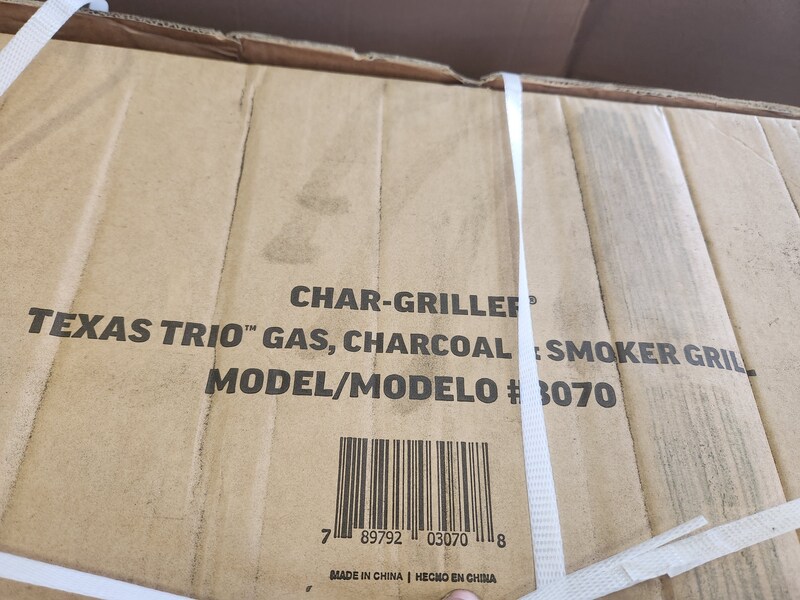 CHAR-GRILLER®
TEXAS TRIO™ GAS, CHARCOAL & SMOKER GRILL
MODEL/MODELO #3070
7 89792 03070 8
MADE IN CHINA | HECHO EN CHINA